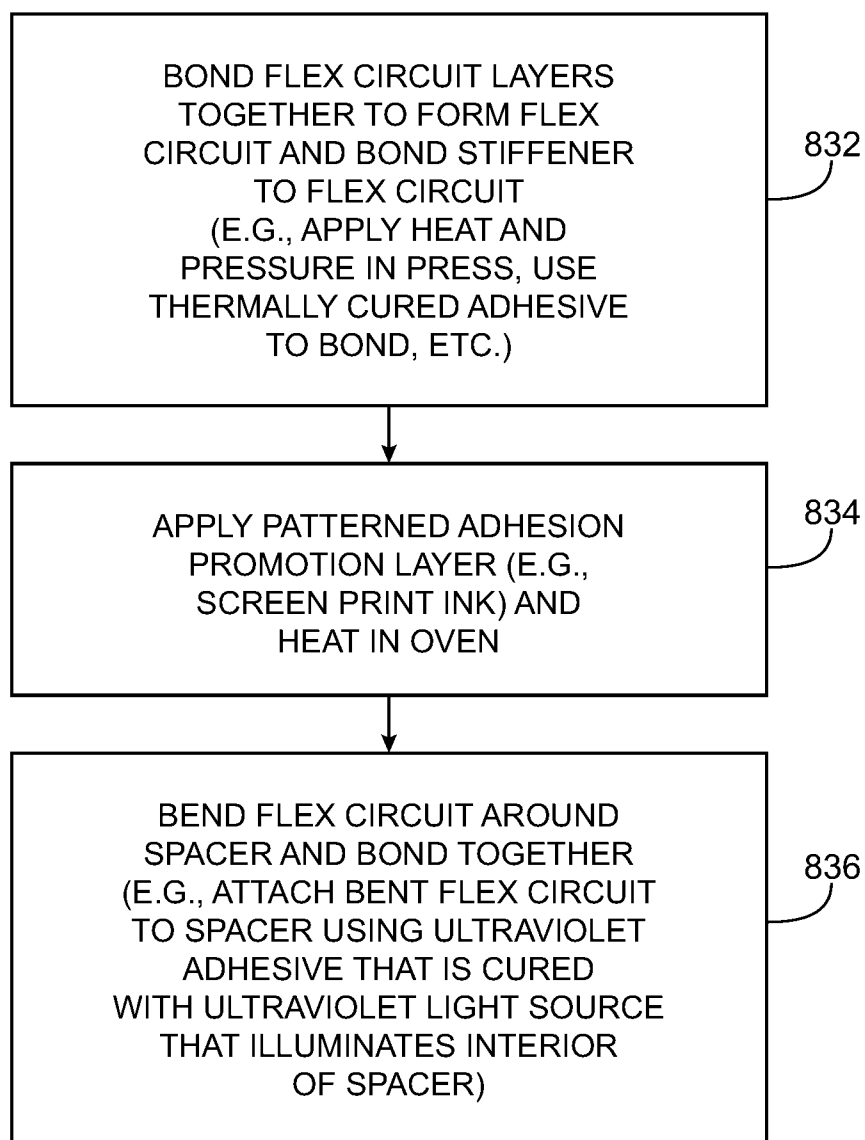 BOND FLEX CIRCUIT LAYERS
TOGETHER TO FORM FLEX
CIRCUIT AND BOND STIFFENER
TO FLEX CIRCUIT
(E.G., APPLY HEAT AND
PRESSURE IN PRESS, USE
THERMALLY CURED ADHESIVE
TO BOND, ETC.)
832
APPLY PATTERNED ADHESION
PROMOTION LAYER (E.G.,
SCREEN PRINT INK) AND
HEAT IN OVEN
834
BEND FLEX CIRCUIT AROUND
SPACER AND BOND TOGETHER
(E.G., ATTACH BENT FLEX CIRCUIT
TO SPACER USING ULTRAVIOLET
ADHESIVE THAT IS CURED
WITH ULTRAVIOLET LIGHT SOURCE
THAT ILLUMINATES INTERIOR
OF SPACER)
836